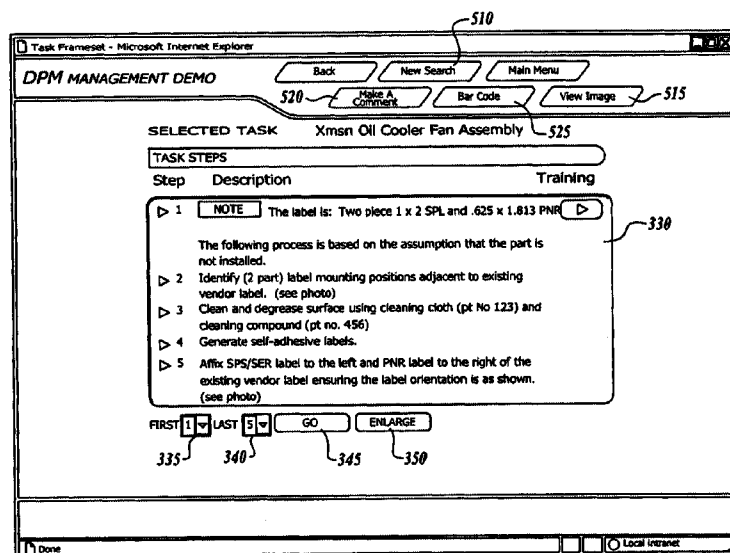 510
Task Frameset - Microsoft Internet Explorer
DPM MANAGEMENT DEMO
Back
New Search
Main Menu
520
Make A
Comment
Bar Code
View Image
515
525
SELECTED TASK Xmsn Oil Cooler Fan Assembly
TASK STEPS
Step Description Training
1 NOTE The label is: Two piece 1 x 2 SPL and .625 x 1.813 PNR
330
The following process is based on the assumption that the part is
not installed.
2 Identify (2 part) label mounting positions adjacent to existing
vendor label. (see photo)
3 Clean and degrease surface using cleaning cloth (pt No 123) and
cleaning compound (pt no. 456)
4 Generate self-adhesive labels.
5 Affix SPS/SER label to the left and PNR label to the right of the
existing vendor label ensuring the label orientation is as shown.
(see photo)
FIRST 1 LAST 5 GO ENLARGE
335
340
345
350
Done
Local intranet